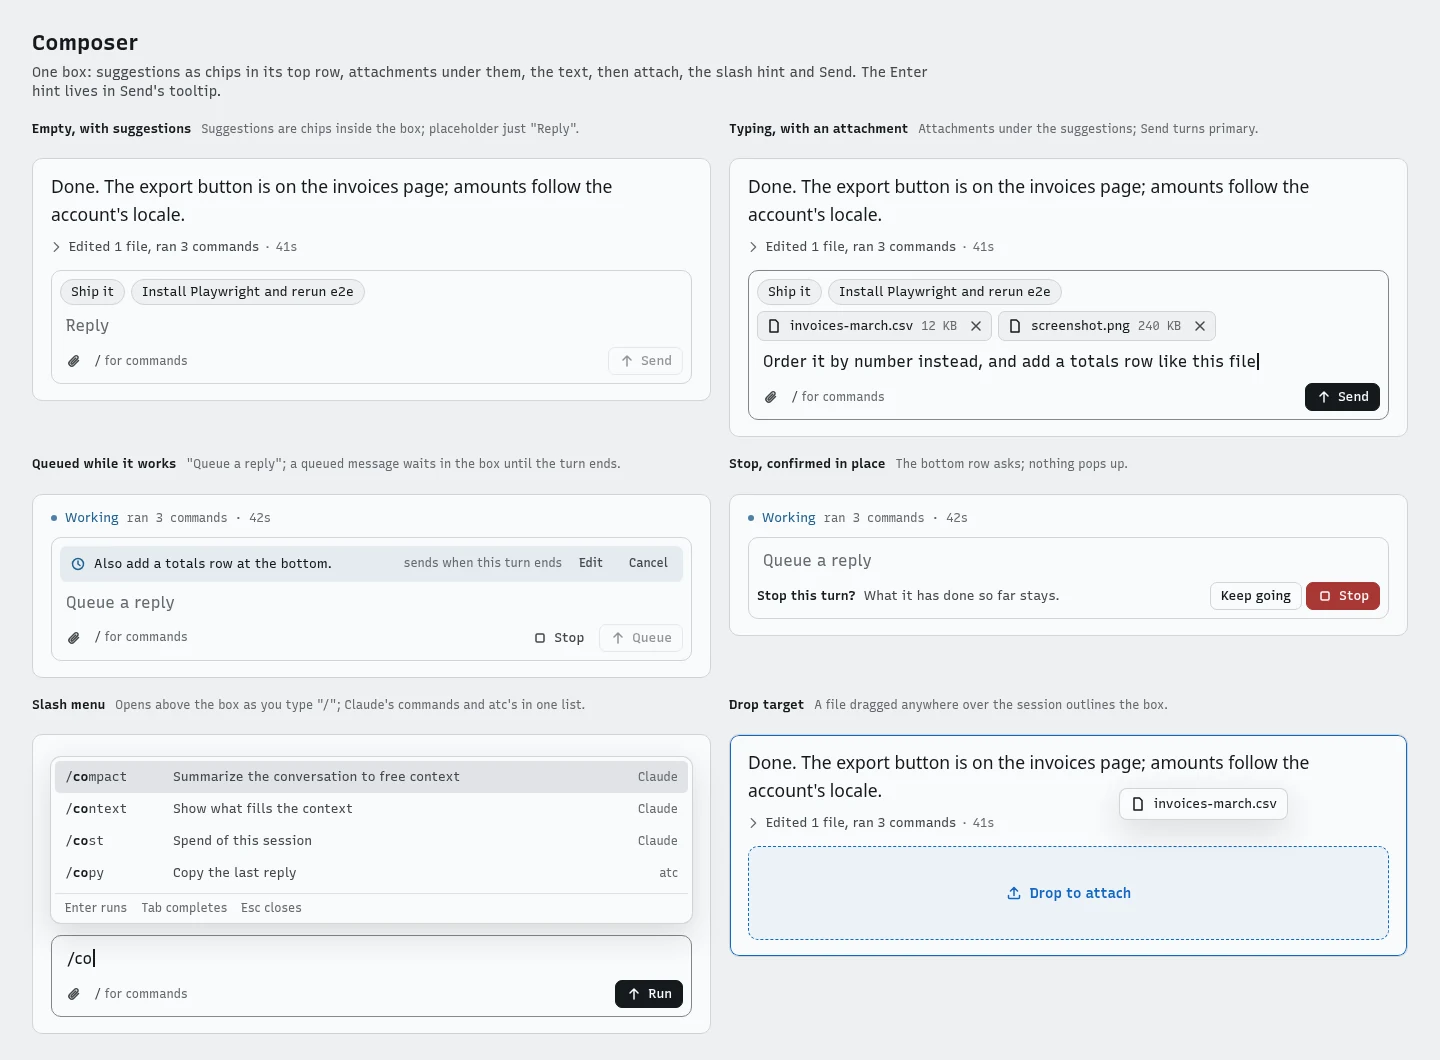 Composer
One box: suggestions as chips in its top row, attachments under them, the text, then attach, the slash hint and Send. The Enter
hint lives in Send's tooltip.
Empty, with suggestions Suggestions are chips inside the box; placeholder just "Reply".
Done. The export button is on the invoices page; amounts follow the
account's locale.
Edited 1 file, ran 3 commands · 41s
Ship it Install Playwright and rerun e2e
Reply
/ for commands Send
Typing, with an attachment Attachments under the suggestions; Send turns primary.
Done. The export button is on the invoices page; amounts follow the
account's locale.
Edited 1 file, ran 3 commands · 41s
Ship it Install Playwright and rerun e2e
invoices-march.csv 12 KB screenshot.png 240 KB
Order it by number instead, and add a totals row like this file
/ for commands Send
Queued while it works "Queue a reply"; a queued message waits in the box until the turn ends.
Working ran 3 commands · 42s
Also add a totals row at the bottom. sends when this turn ends Edit Cancel
Queue a reply
/ for commands Stop Queue
Stop, confirmed in place The bottom row asks; nothing pops up.
Working ran 3 commands · 42s
Queue a reply
Stop this turn? What it has done so far stays. Keep going Stop
Slash menu Opens above the box as you type "/"; Claude's commands and atc's in one list.
/compact Summarize the conversation to free context Claude
/context Show what fills the context Claude
/cost Spend of this session Claude
/copy Copy the last reply atc
Enter runs Tab completes Esc closes
/co
/ for commands Run
Drop target A file dragged anywhere over the session outlines the box.
Done. The export button is on the invoices page; amounts follow the
account's locale.
invoices-march.csv
Edited 1 file, ran 3 commands · 41s
Drop to attach